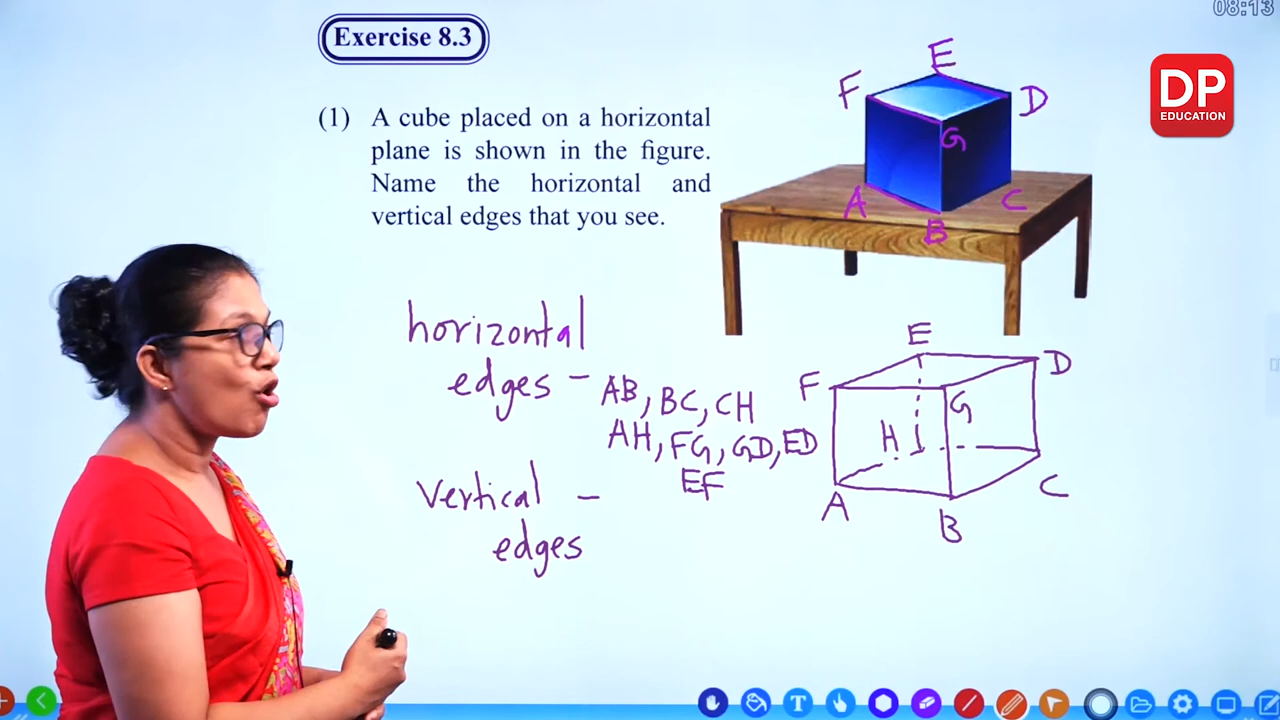 08:13
Exercise 8.3
DP
EDUCATION
(1) A cube placed on a horizontal
plane is shown in the figure.
Name the horizontal and
vertical edges that you see.
E
F
D
G
A
C
B
horizontal
edges - AB, BC, CH
AH, FG, GD, ED
EF
vertical -
edges
E
F
D
G
H
A
C
B
T